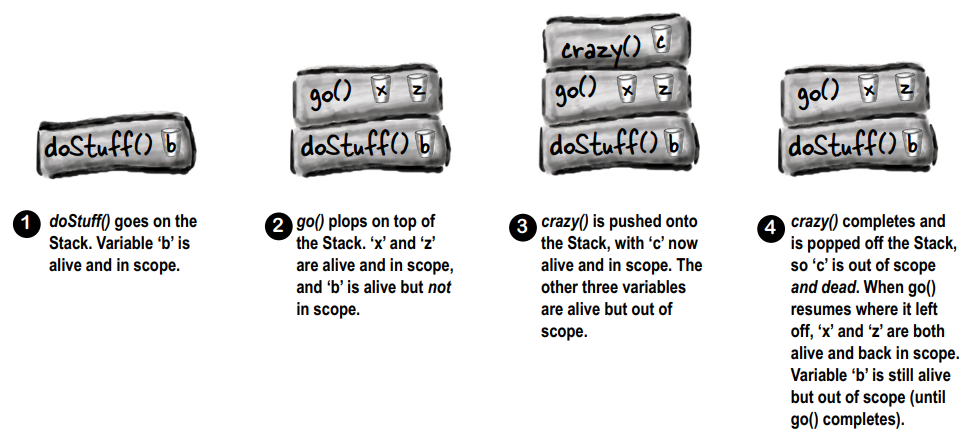 doStuff() b
go() x z
doStuff() b
crazy() c
go() x z
doStuff() b
go() x z
doStuff() b
1 doStuff() goes on the
Stack. Variable ‘b’ is
alive and in scope.
2 go() plops on top of
the Stack. ‘x’ and ‘z’
are alive and in scope,
and ‘b’ is alive but not
in scope.
3 crazy() is pushed onto
the Stack, with ‘c’ now
alive and in scope. The
other three variables
are alive but out of
scope.
4 crazy() completes and
is popped off the Stack,
so ‘c’ is out of scope
and dead. When go()
resumes where it left
off, ‘x’ and ‘z’ are both
alive and back in scope.
Variable ‘b’ is still alive
but out of scope (until
go() completes).